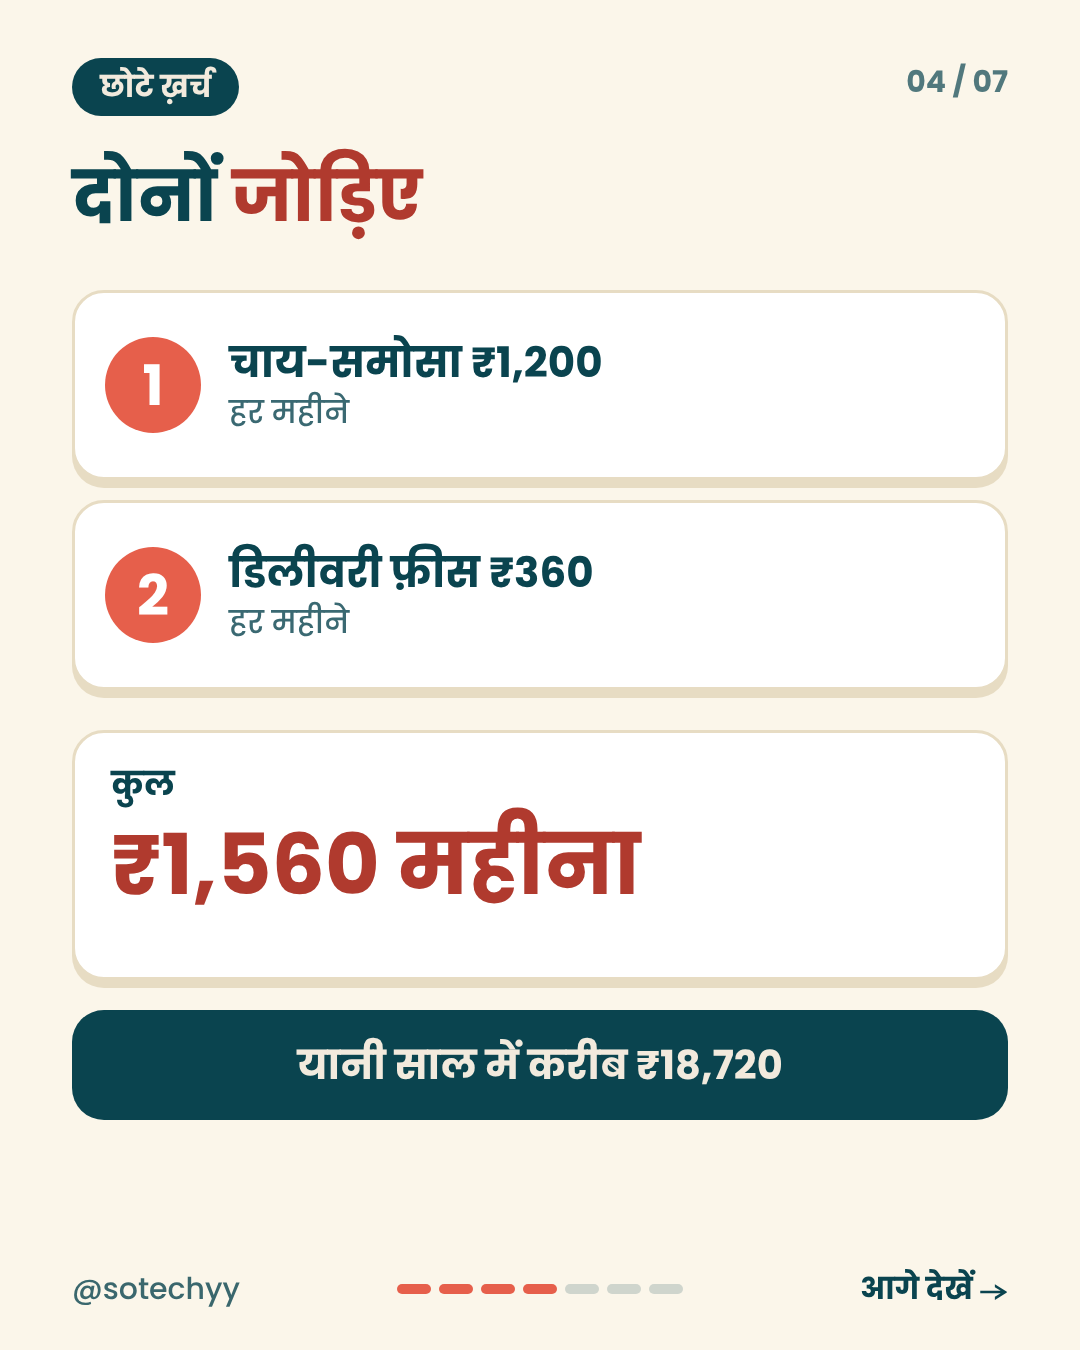 छोटे ख़र्च
04 / 07
दोनों जोड़िए
1
चाय-समोसा ₹1,200
हर महीने
2
डिलीवरी फ़ीस ₹360
हर महीने
कुल
₹1,560 महीना
यानी साल में करीब ₹18,720
@sotechyy
आगे देखें →